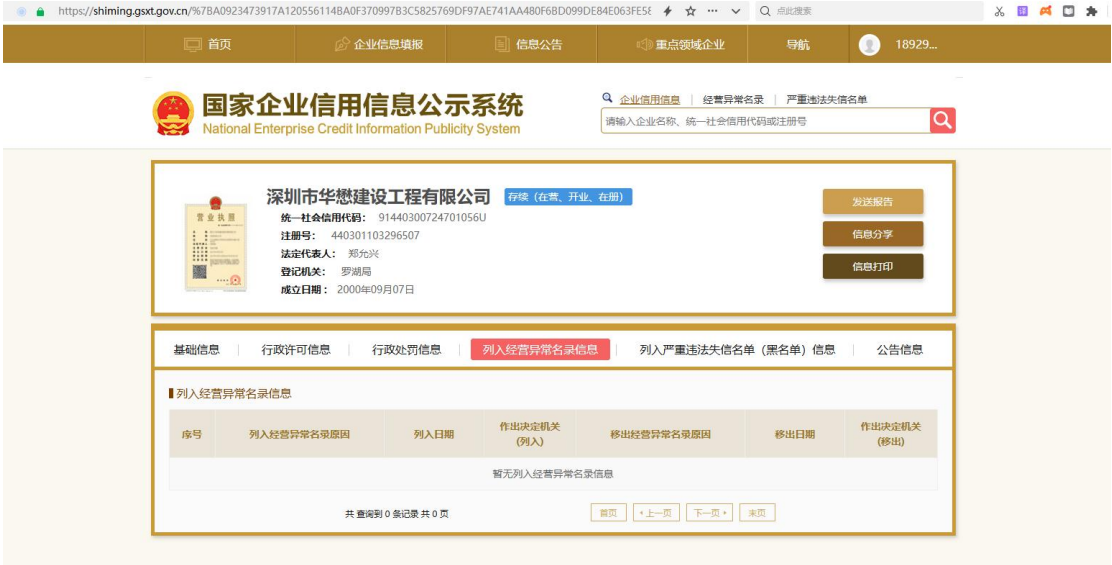 https://shiming.gsxt.gov.cn/%7BA0923473917A120556114BA0F370997B3C5825769DF97AE741AA480F6BD099DE84E063FE5
点此搜索
首页 企业信息填报 信息公告 重点领域企业 导航 18929...
国家企业信用信息公示系统
National Enterprise Credit Information Publicity System
企业信用信息 | 经营异常名录 | 严重违法失信名单
请输入企业名称、统一社会信用代码或注册号
营业执照
深圳市华懋建设工程有限公司 存续（在营、开业、在册）
统一社会信用代码： 91440300724701056U
注册号： 440301103296507
法定代表人： 郑允兴
登记机关： 罗湖局
成立日期： 2000年09月07日
发送报告
信息分享
信息打印
基础信息 | 行政许可信息 | 行政处罚信息 | 列入经营异常名录信息 | 列入严重违法失信名单（黑名单）信息 | 公告信息
列入经营异常名录信息
序号 列入经营异常名录原因 列入日期 作出决定机关(列入) 移出经营异常名录原因 移出日期 作出决定机关(移出)
暂无列入经营异常名录信息
共 查询到 0 条记录 共 0 页 首页 上一页 下一页 末页